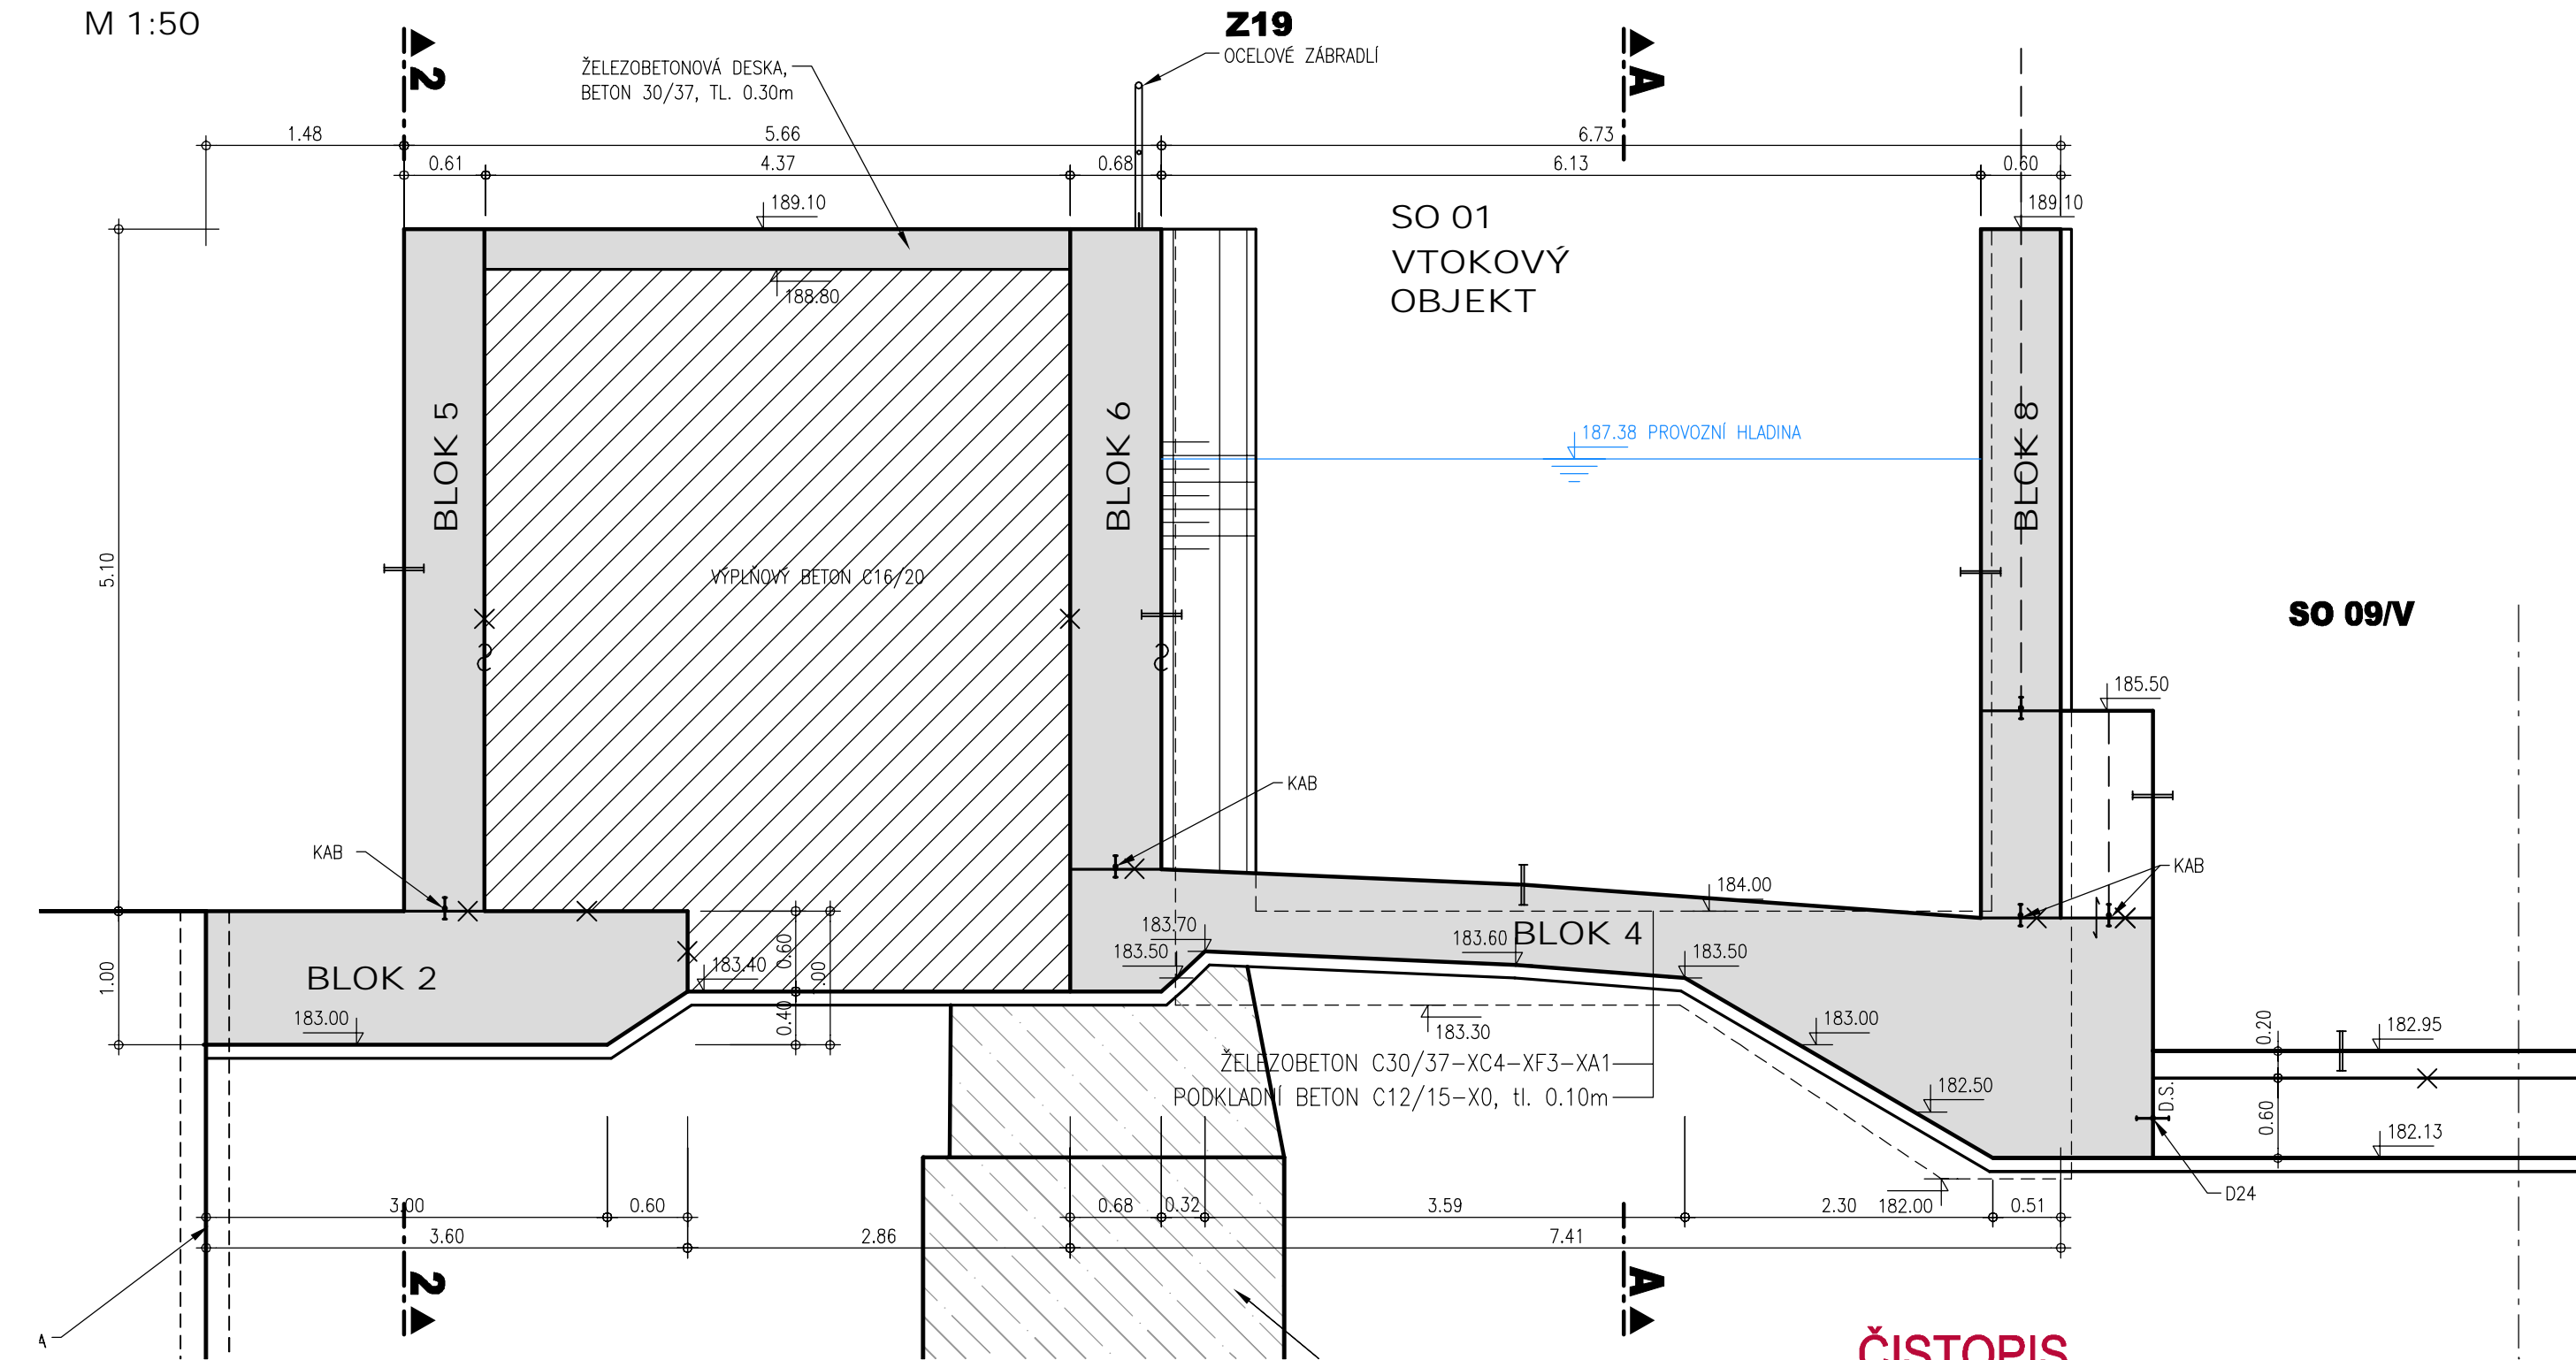 M 1:50
2
Z19
OCELOVÉ ZÁBRADLÍ
A
ŽELEZOBETONOVÁ DESKA,
BETON 30/37, TL. 0.30m
1.48
5.66
6.73
0.61
4.37
0.68
6.13
0.60
189.10
189.10
SO 01
VTOKOVÝ
OBJEKT
188.80
BLOK 5
BLOK 6
BLOK 8
187.38 PROVOZNÍ HLADINA
5.10
VÝPLŇOVÝ BETON C16/20
SO 09/V
185.50
KAB
KAB
KAB
184.00
183.70
183.60
BLOK 4
183.50
183.50
0.60
183.40
BLOK 2
1.00
183.00
0.40
183.30
183.00
0.20
182.95
ŽELEZOBETON C30/37-XC4-XF3-XA1
PODKLADNÍ BETON C12/15-X0, tl. 0.10m
182.50
D.S.
0.60
182.13
D24
3.00
0.60
0.68
0.32
3.59
2.30
182.00
0.51
3.60
2.86
7.41
2
A
ČISTOPIS